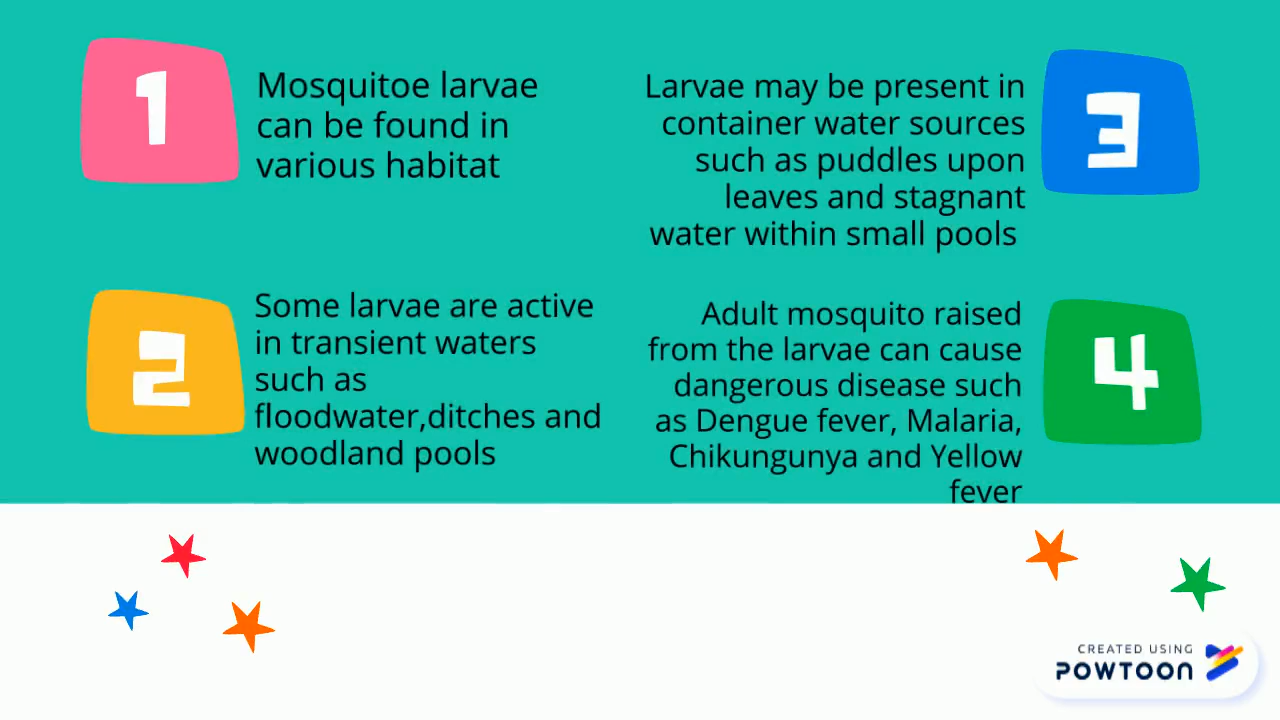 1
Mosquitoe larvae
can be found in
various habitat
2
Some larvae are active
in transient waters
such as
floodwater,ditches and
woodland pools
3
Larvae may be present in
container water sources
such as puddles upon
leaves and stagnant
water within small pools
4
Adult mosquito raised
from the larvae can cause
dangerous disease such
as Dengue fever, Malaria,
Chikungunya and Yellow
fever
CREATED USING
POWTOON